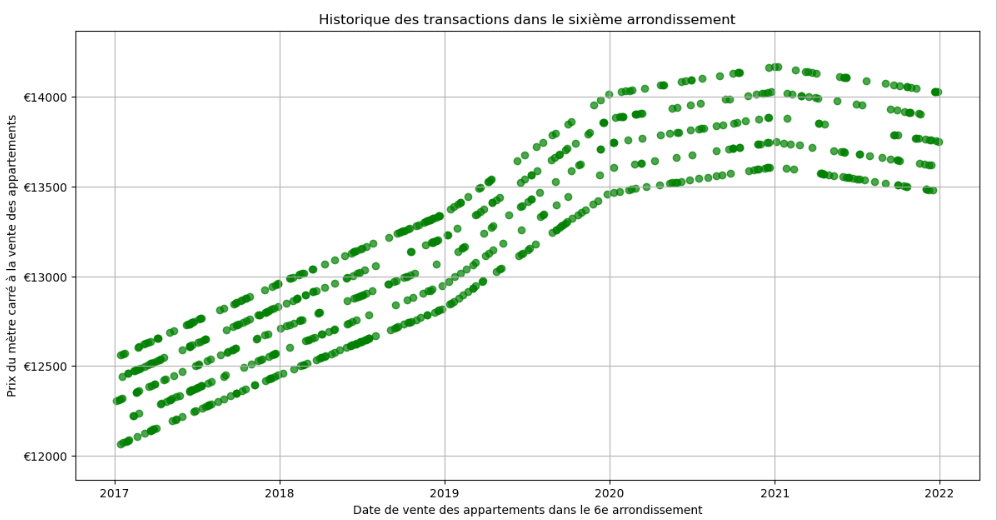 Historique des transactions dans le sixième arrondissement
Prix du mètre carré à la vente des appartements
€14000
€13500
€13000
€12500
€12000
2017 2018 2019 2020 2021 2022
Date de vente des appartements dans le 6e arrondissement